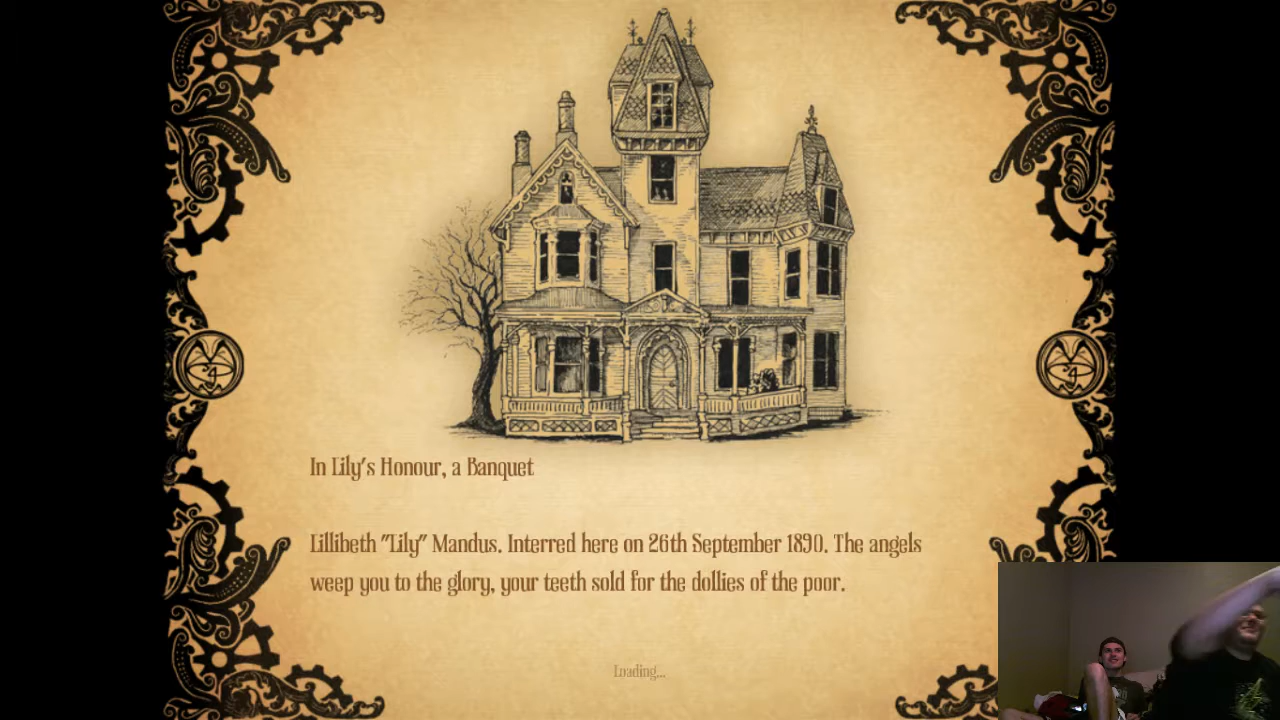 In Lily's Honour, a Banquet
Lillibeth "Lily" Mandus. Interred here on 26th September 1890. The angels
weep you to the glory, your teeth sold for the dollies of the poor.
Loading...